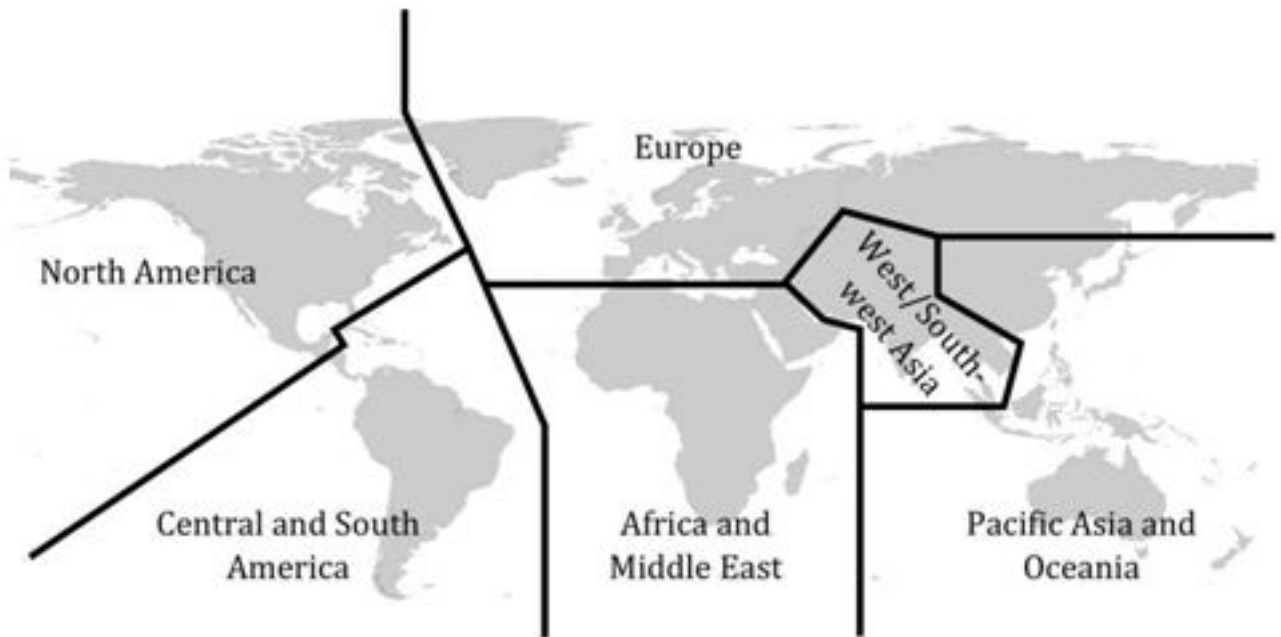 Europe
North America
West/South-
west Asia
Central and South
America
Africa and
Middle East
Pacific Asia and
Oceania